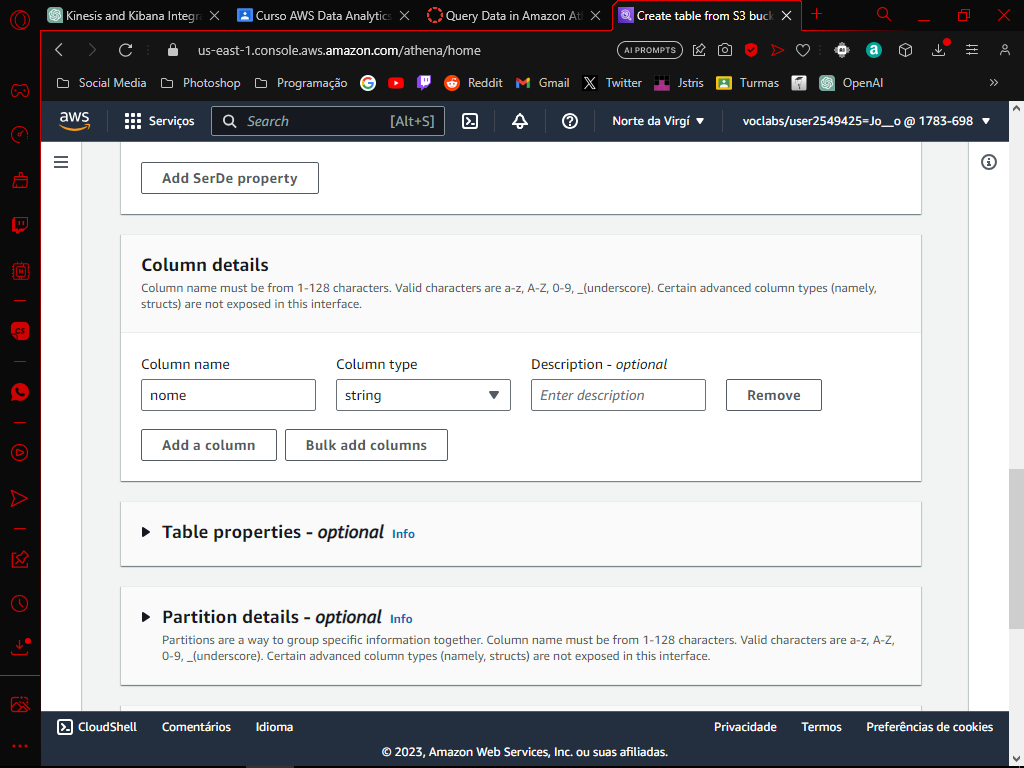 Kinesis and Kibana Integra
Curso AWS Data Analytics
Query Data in Amazon Ath
Create table from S3 buck
us-east-1.console.aws.amazon.com/athena/home
AI PROMPTS
Social Media
Photoshop
Programação
Reddit
Gmail
Twitter
Jstris
Turmas
OpenAI
»
aws
Serviços
Search
[Alt+S]
Norte da Virgí
voclabs/user2549425=Jo__o @ 1783-698
Add SerDe property
Column details
Column name must be from 1-128 characters. Valid characters are a-z, A-Z, 0-9, _(underscore). Certain advanced column types (namely,
structs) are not exposed in this interface.
Column name
Column type
Description - optional
nome
string
Enter description
Remove
Add a column
Bulk add columns
Table properties - optional Info
Partition details - optional Info
Partitions are a way to group specific information together. Column name must be from 1-128 characters. Valid characters are a-z, A-Z,
0-9, _(underscore). Certain advanced column types (namely, structs) are not exposed in this interface.
CloudShell
Comentários
Idioma
Privacidade
Termos
Preferências de cookies
© 2023, Amazon Web Services, Inc. ou suas afiliadas.